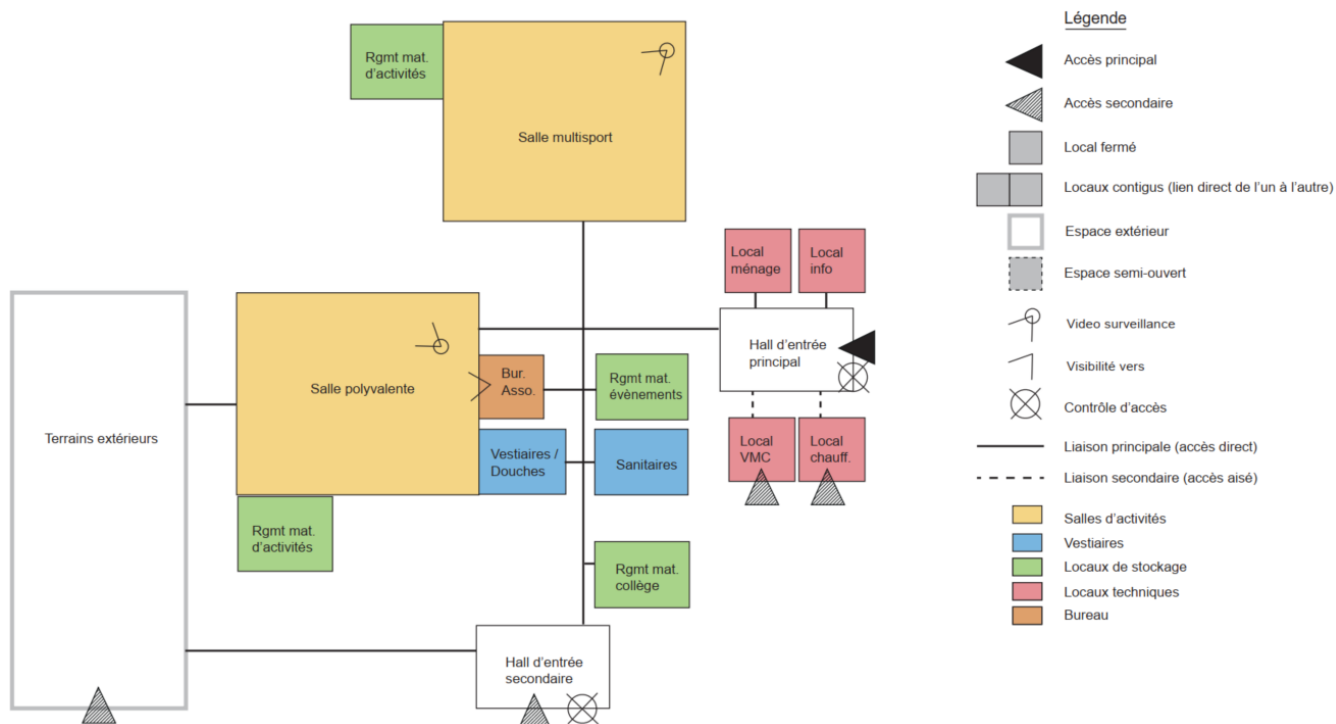 Légende
Accès principal
Accès secondaire
Local fermé
Locaux contigus (lien direct de l'un à l'autre)
Espace extérieur
Espace semi-ouvert
Video surveillance
Visibilité vers
Contrôle d'accès
Liaison principale (accès direct)
Liaison secondaire (accès aisé)
Salles d'activités
Vestiaires
Locaux de stockage
Locaux techniques
Bureau
Rgmt mat.
d'activités
Salle multisport
Local
ménage
Local
info
Hall d'entrée
principal
Local
VMC
Local
chauff.
Terrains extérieurs
Salle polyvalente
Bur.
Asso.
Rgmt mat.
évènements
Vestiaires /
Douches
Sanitaires
Rgmt mat.
d'activités
Rgmt mat.
collège
Hall d'entrée
secondaire